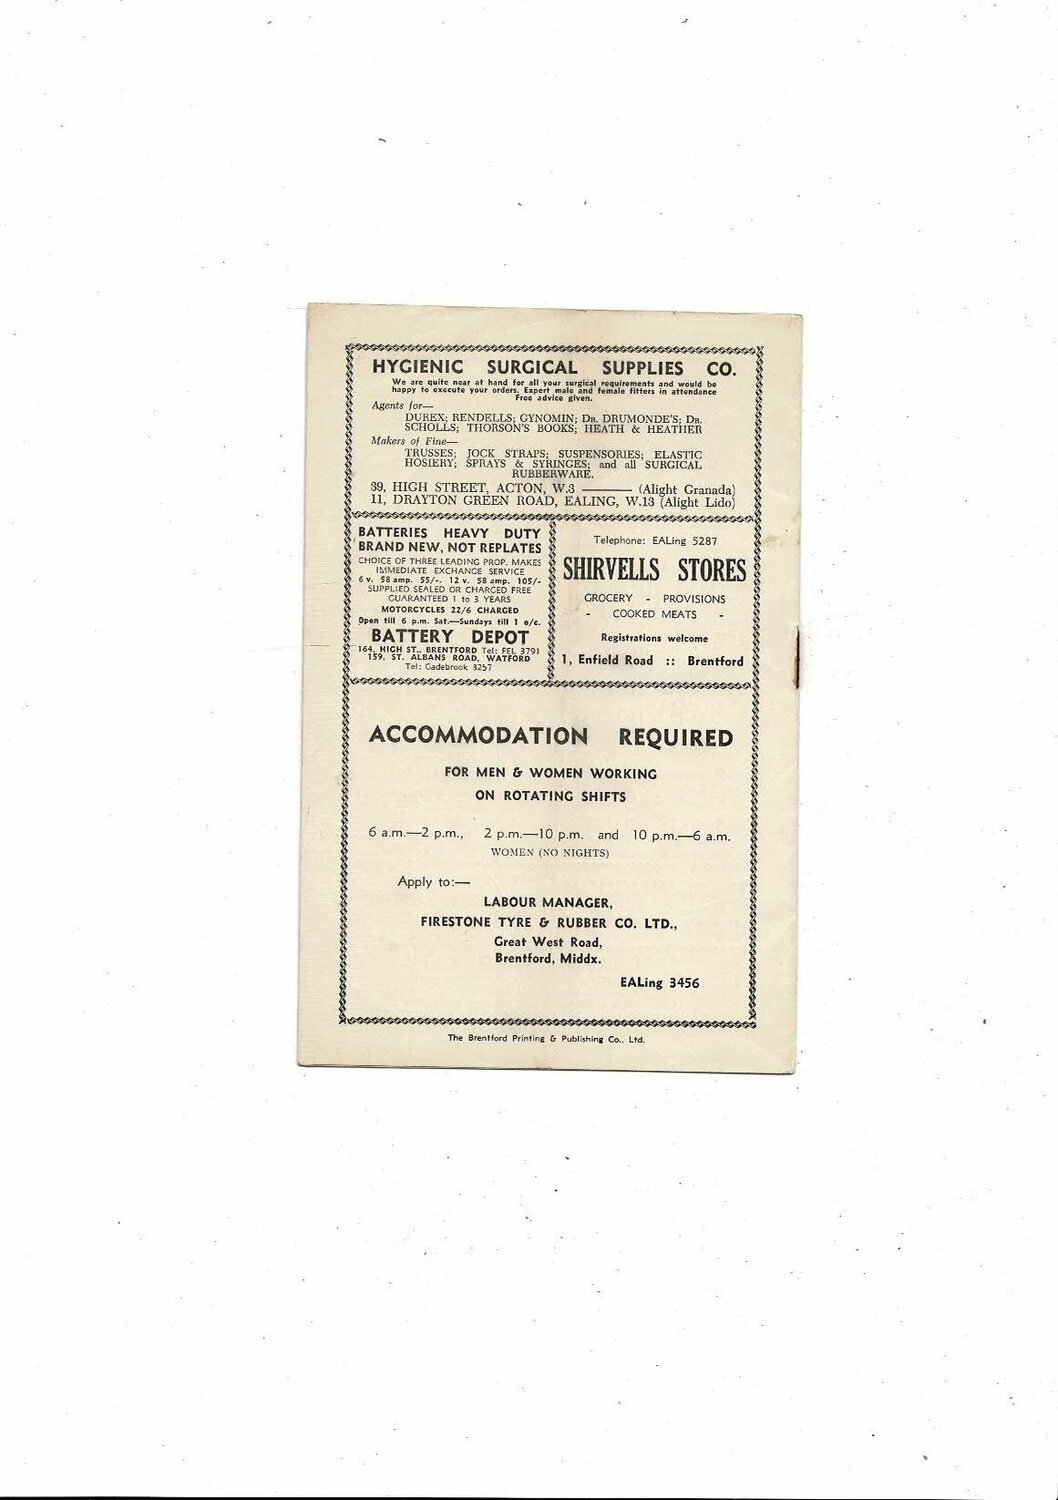 HYGIENIC SURGICAL SUPPLIES CO.
We are quite near at hand for all your surgical requirements and would be
happy to execute your orders. Expert male and female fitters in attendance
Free advice given.
Agents for—
DUREX; RENDELLS; GYNOMIN; DR. DRUMONDE'S; DR.
SCHOLLS; THORSON'S BOOKS; HEATH & HEATHER
Makers of Fine—
TRUSSES; JOCK STRAPS; SUSPENSORIES; ELASTIC
HOSIERY; SPRAYS & SYRINGES; and all SURGICAL
RUBBERWARE.
39, HIGH STREET, ACTON, W.3 ——— (Alight Granada)
11, DRAYTON GREEN ROAD, EALING, W.13 (Alight Lido)
BATTERIES HEAVY DUTY
BRAND NEW, NOT REPLATES
CHOICE OF THREE LEADING PROP. MAKES
IMMEDIATE EXCHANGE SERVICE
6 v. 58 amp. 55/-. 12 v. 58 amp. 105/-
SUPPLIED SEALED OR CHARGED FREE
GUARANTEED 1 to 3 YEARS
MOTORCYCLES 22/6 CHARGED
Open till 6 p.m. Sat.—Sundays till 1 o/c.
BATTERY DEPOT
164, HIGH ST., BRENTFORD Tel: FEL 3791
159, ST. ALBANS ROAD, WATFORD
Tel: Gadebrook 3257
Telephone: EALing 5287
SHIRVELLS STORES
GROCERY - PROVISIONS
- COOKED MEATS -
Registrations welcome
1, Enfield Road :: Brentford
ACCOMMODATION REQUIRED
FOR MEN & WOMEN WORKING
ON ROTATING SHIFTS
6 a.m.—2 p.m., 2 p.m.—10 p.m. and 10 p.m.—6 a.m.
WOMEN (NO NIGHTS)
Apply to:—
LABOUR MANAGER,
FIRESTONE TYRE & RUBBER CO. LTD.,
Great West Road,
Brentford, Middx.
EALing 3456
The Brentford Printing & Publishing Co., Ltd.